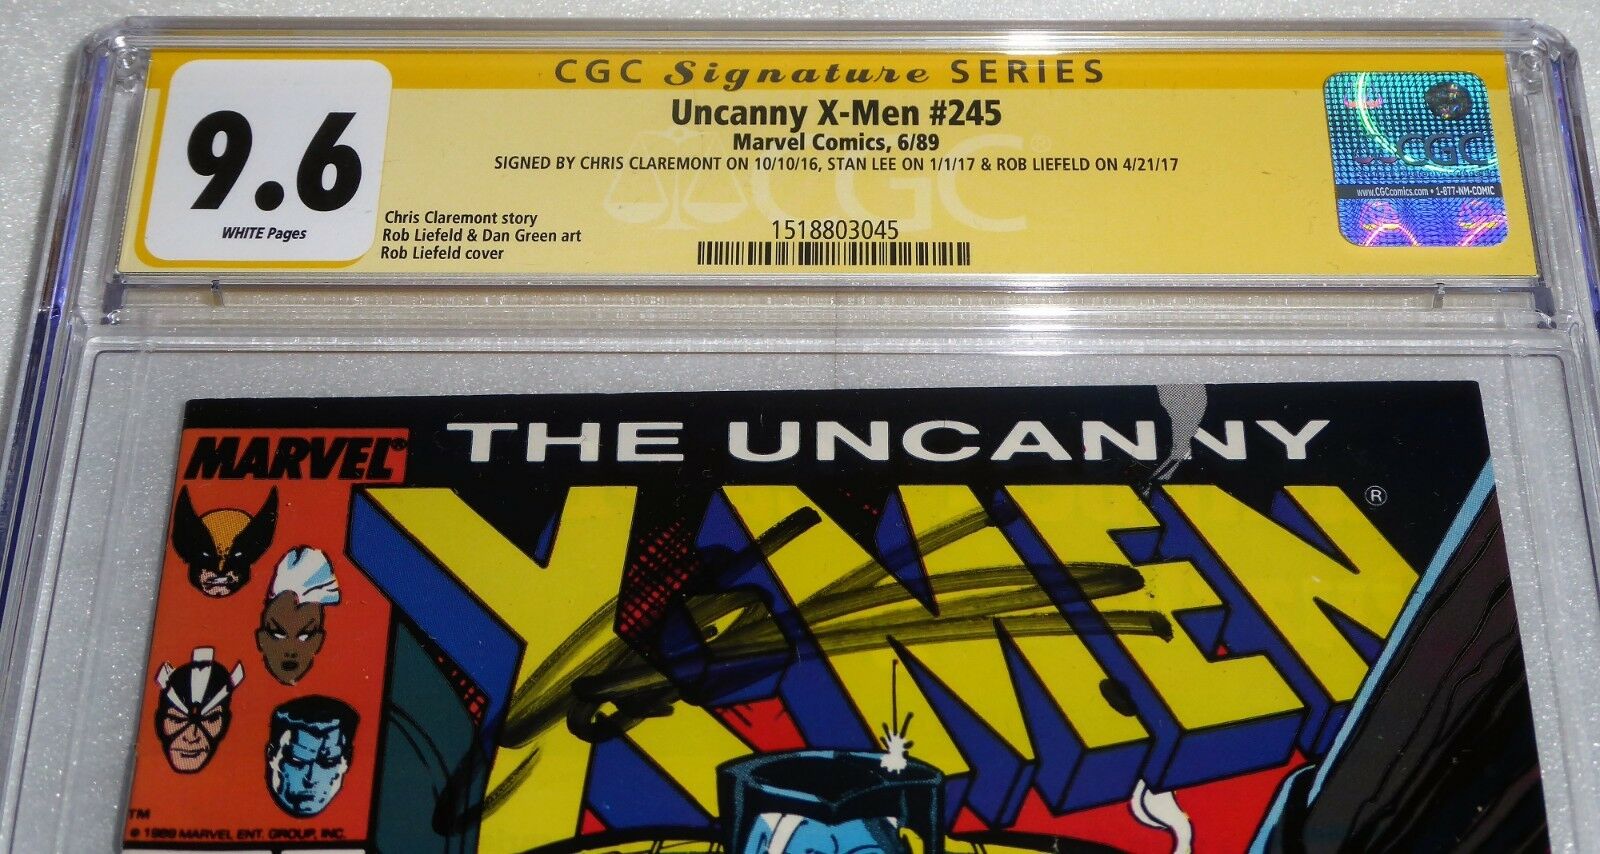 CGC Signature SERIES
9.6
WHITE Pages
Uncanny X-Men #245
Marvel Comics, 6/89
SIGNED BY CHRIS CLAREMONT ON 10/10/16, STAN LEE ON 1/1/17 & ROB LIEFELD ON 4/21/17
Chris Claremont story
Rob Liefeld & Dan Green art
Rob Liefeld cover
CGC
1518803045
CGC
www.CGCcomics.com • 1-877-NM-COMIC
MARVEL®
THE UNCANNY
X-MEN®
TM
© 1989 MARVEL ENT. GROUP, INC.